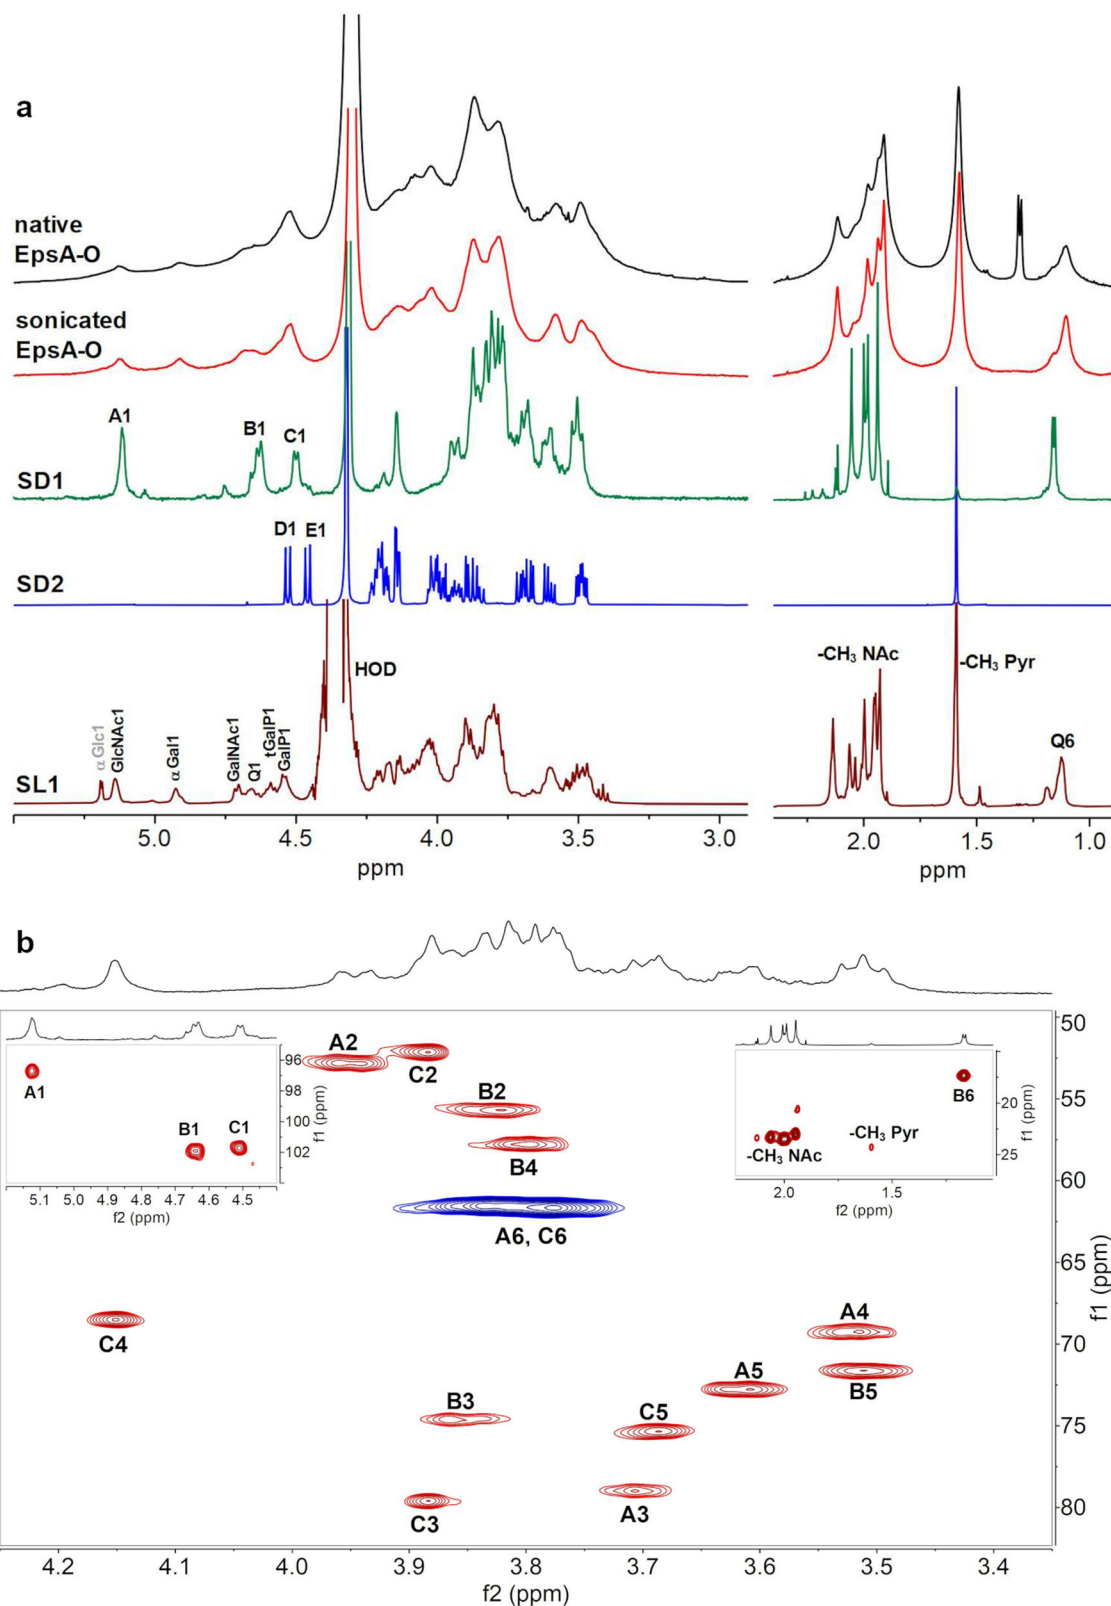 a
native
EpsA-O
sonicated
EpsA-O
A1
B1
C1
SD1
D1 E1
SD2
HOD
-CH₃ NAc
-CH₃ Pyr
α Glc1
GlcNAc1
α Gal1
GalNAc1
Q1
tGalP1
GalP1
Q6
SL1
5.0 4.5 4.0 3.5 3.0 2.0 1.5 1.0
ppm ppm
b
A1
B1
C1
96
98
100
102
f1 (ppm)
5.1 5.0 4.9 4.8 4.7 4.6 4.5
f2 (ppm)
A2
C2
B2
B4
A6, C6
B6
-CH₃ Pyr
-CH₃ NAc
20
25
f1 (ppm)
2.0 1.5
f2 (ppm)
C4
A4
A5
B5
B3
C5
C3
A3
50
55
60
65
70
75
80
f1 (ppm)
4.2 4.1 4.0 3.9 3.8 3.7 3.6 3.5 3.4
f2 (ppm)